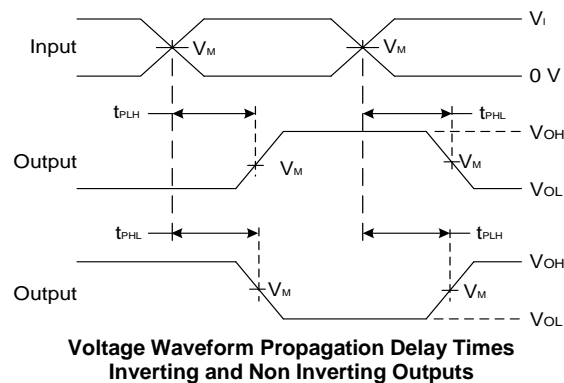 Vı
Input
VM
VM
0 V
tPLH
tPHL
VOH
Output
VM
VM
VOL
tPHL
tPLH
VOH
Output
VM
VM
VOL
Voltage Waveform Propagation Delay Times
Inverting and Non Inverting Outputs